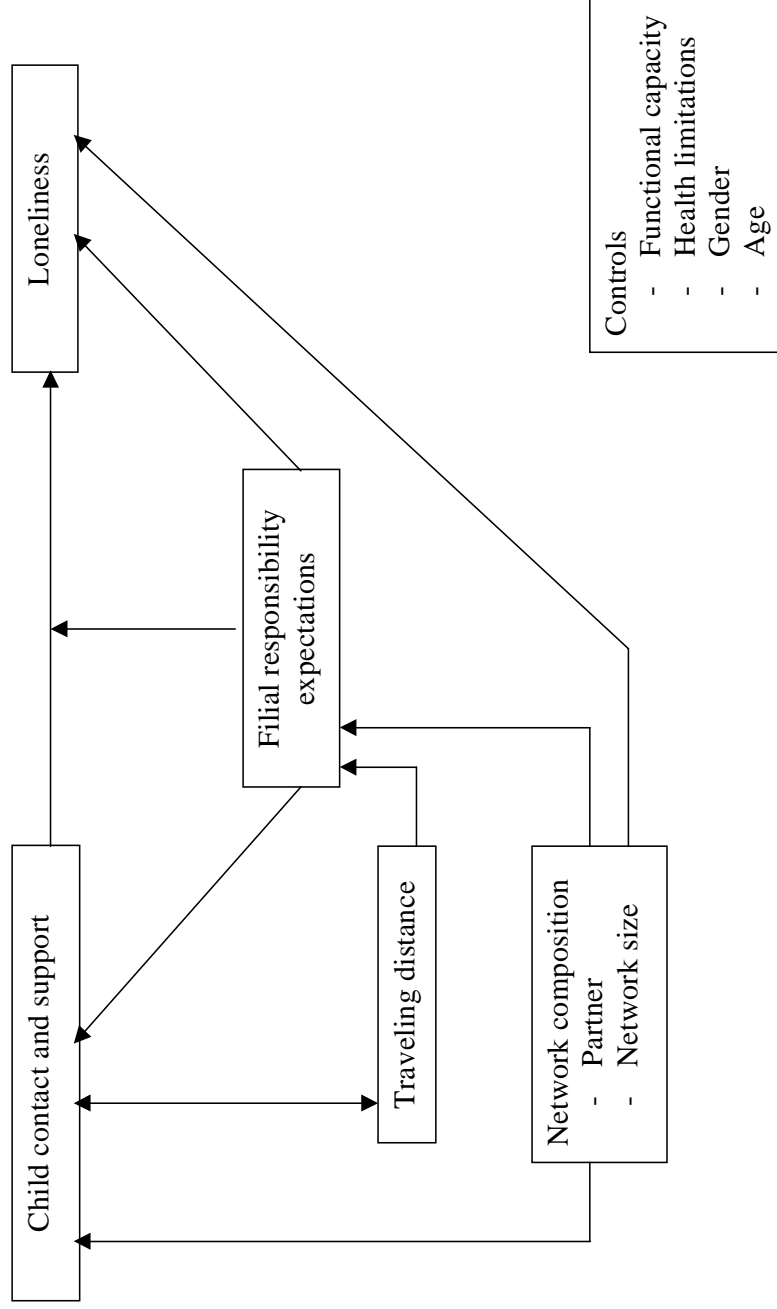 Child contact and support
Loneliness
Filial responsibility
expectations
Traveling distance
Network composition
- Partner
- Network size
Controls
- Functional capacity
- Health limitations
- Gender
- Age